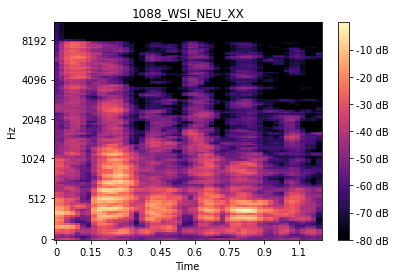 1088_WSI_NEU_XX
8192
4096
2048
1024
512
0
Hz
0 0.15 0.3 0.45 0.6 0.75 0.9 1.1
Time
-10 dB
-20 dB
-30 dB
-40 dB
-50 dB
-60 dB
-70 dB
-80 dB